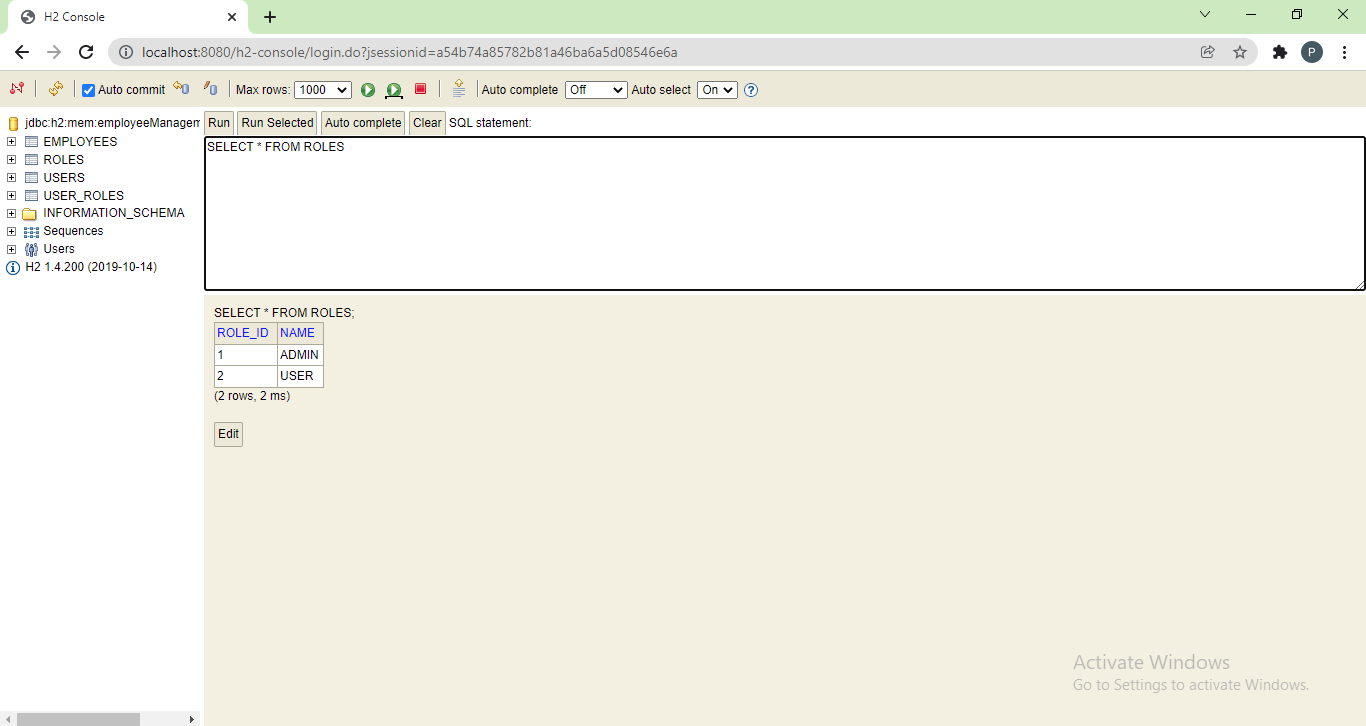 H2 Console
localhost:8080/h2-console/login.do?jsessionid=a54b74a85782b81a46ba6a5d08546e6a
P
Auto commit Max rows: 1000 Auto complete Off Auto select On ?
jdbc:h2:mem:employeeManagem
EMPLOYEES
ROLES
USERS
USER_ROLES
INFORMATION_SCHEMA
Sequences
Users
H2 1.4.200 (2019-10-14)
Run Run Selected Auto complete Clear SQL statement:
SELECT * FROM ROLES
SELECT * FROM ROLES;
ROLE_ID NAME
1 ADMIN
2 USER
(2 rows, 2 ms)
Edit
Activate Windows
Go to Settings to activate Windows.